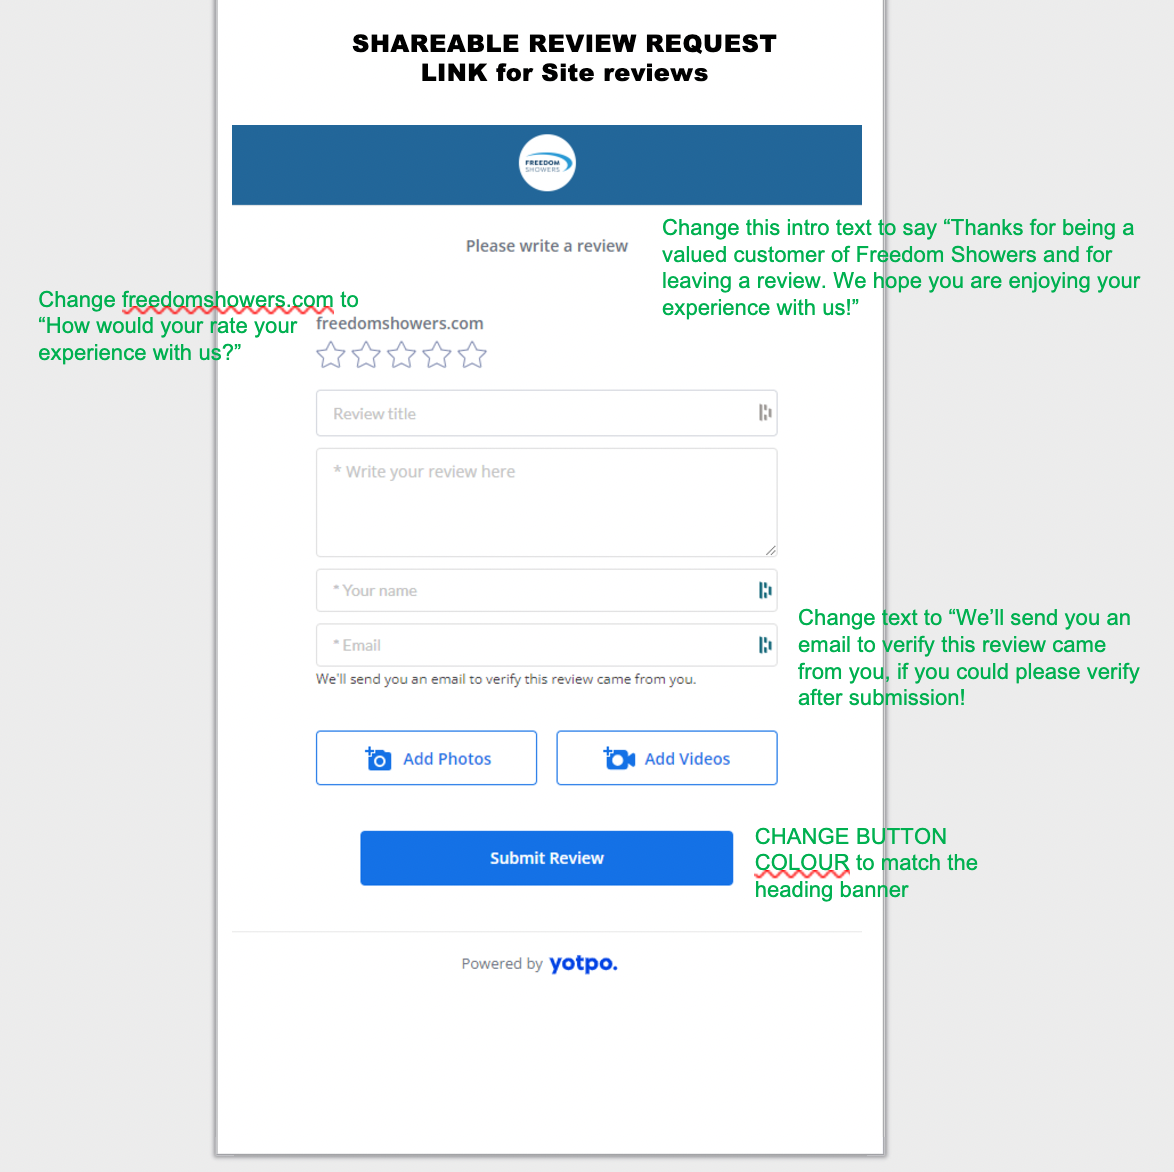 SHAREABLE REVIEW REQUEST
LINK for Site reviews
FREEDOM
SHOWERS
Change this intro text to say “Thanks for being a
valued customer of Freedom Showers and for
leaving a review. We hope you are enjoying your
experience with us!”
Please write a review
Change freedomshowers.com to
“How would your rate your
experience with us?”
freedomshowers.com
Review title
* Write your review here
* Your name
* Email
We'll send you an email to verify this review came from you.
Change text to “We’ll send you an
email to verify this review came
from you, if you could please verify
after submission!
Add Photos
Add Videos
Submit Review
CHANGE BUTTON
COLOUR to match the
heading banner
Powered by yotpo.